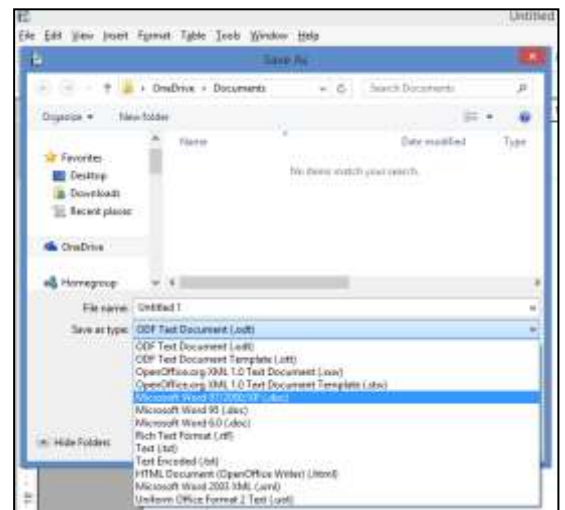 Untitled
File Edit View Insert Format Table Tools Window Help
Save As
OneDrive Documents
Search Documents
Organize New folder
Name Date modified Type
No items match your search.
Favorites
Desktop
Downloads
Recent places
OneDrive
Homegroup
File name: Untitled 1
Save as type: ODF Text Document (.odt)
ODF Text Document (.odt)
ODF Text Document Template (.ott)
OpenOffice.org XML 1.0 Text Document (.sxw)
OpenOffice.org XML 1.0 Text Document Template (.stw)
Microsoft Word 97/2000/XP (.doc)
Microsoft Word 95 (.doc)
Microsoft Word 6.0 (.doc)
Rich Text Format (.rtf)
Text (.txt)
Text Encoded (.txt)
HTML Document (OpenOffice Writer) (.html)
Microsoft Word 2003 XML (.xml)
Uniform Office Format 2 Text (.uot)
Hide Folders